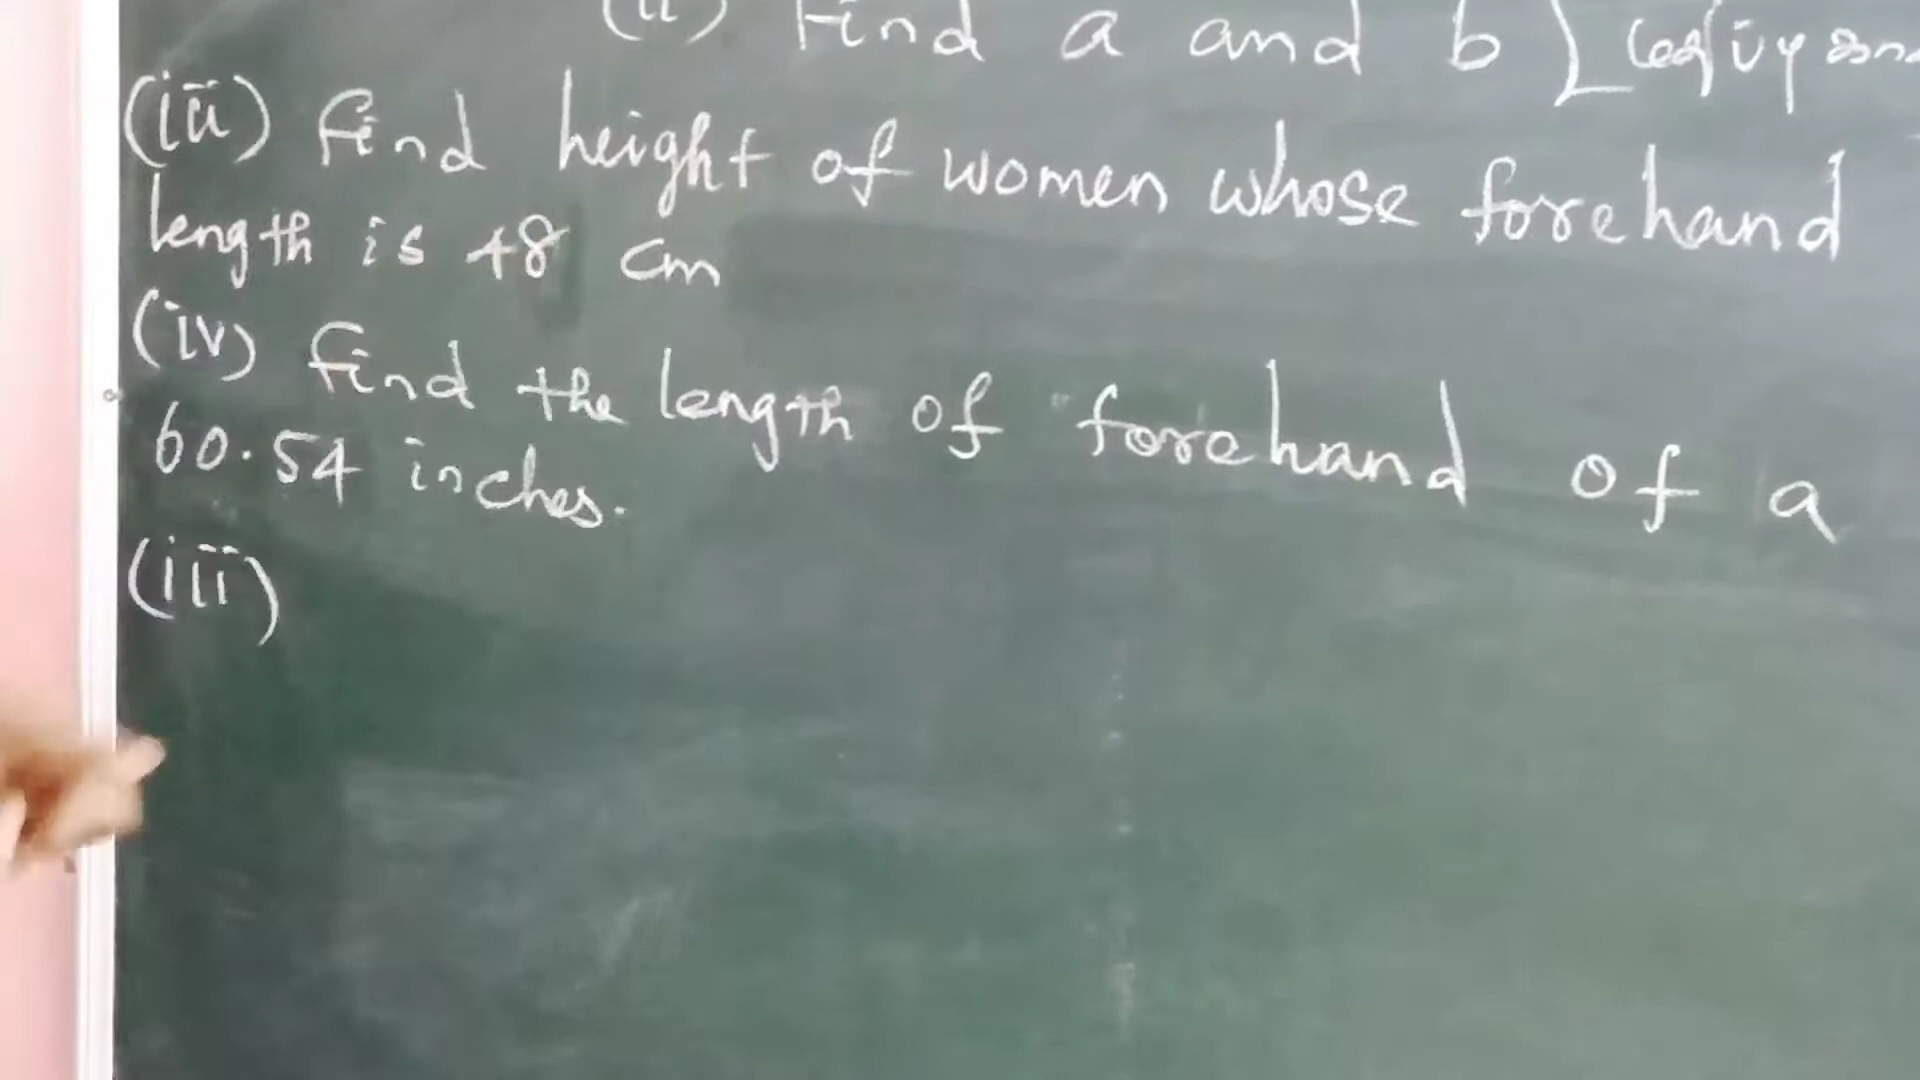 (ii) Find a and b
(iii) Find height of women whose forehand
length is 48 cm
(iv) Find the length of forehand of a
60.54 inches.
(iii)